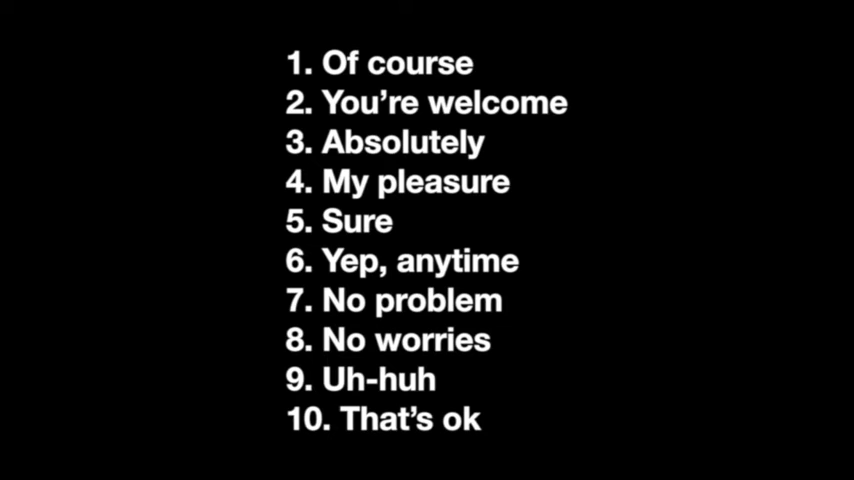 1. Of course
2. You’re welcome
3. Absolutely
4. My pleasure
5. Sure
6. Yep, anytime
7. No problem
8. No worries
9. Uh-huh
10. That’s ok